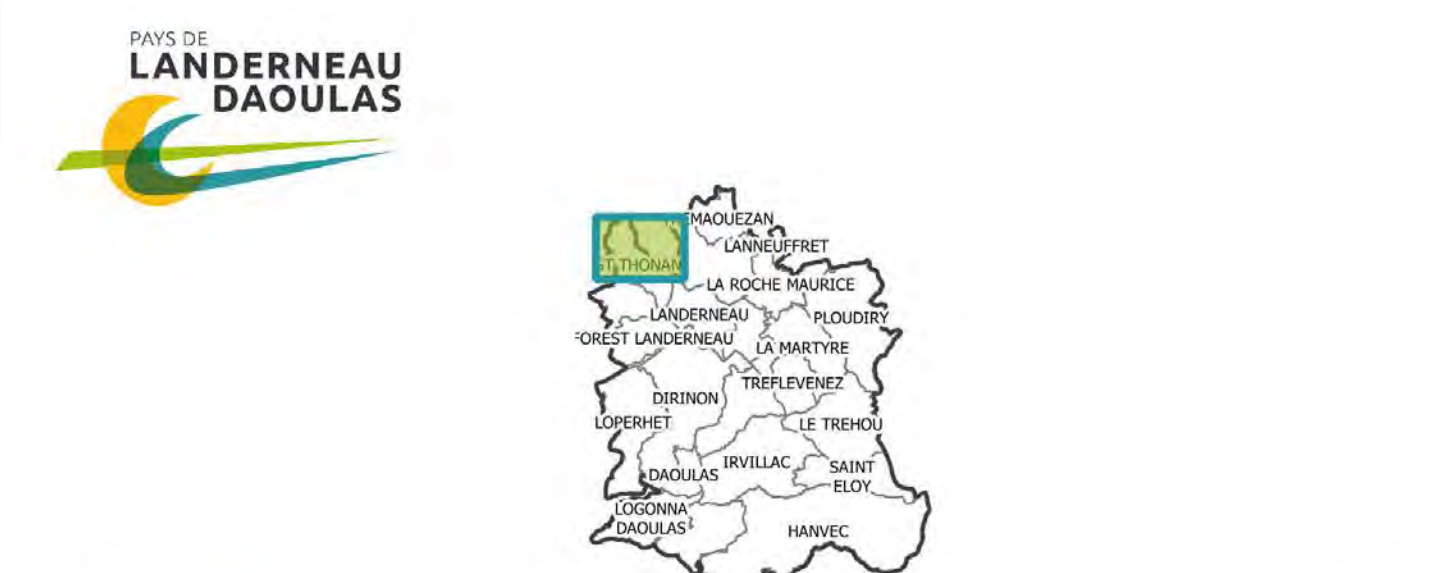 PAYS DE
LANDERNEAU
DAOULAS
EMAOUEZAN
LANNEUFFRET
ST THONAN
LA ROCHE MAURICE
LANDERNEAU
PLOUDIRY
FOREST LANDERNEAU
LA MARTYRE
TREFLEVENEZ
DIRINON
LOPERHET
LE TREHOU
IRVILLAC
SAINT
ELOY
DAOULAS
LOGONNA
DAOULAS
HANVEC